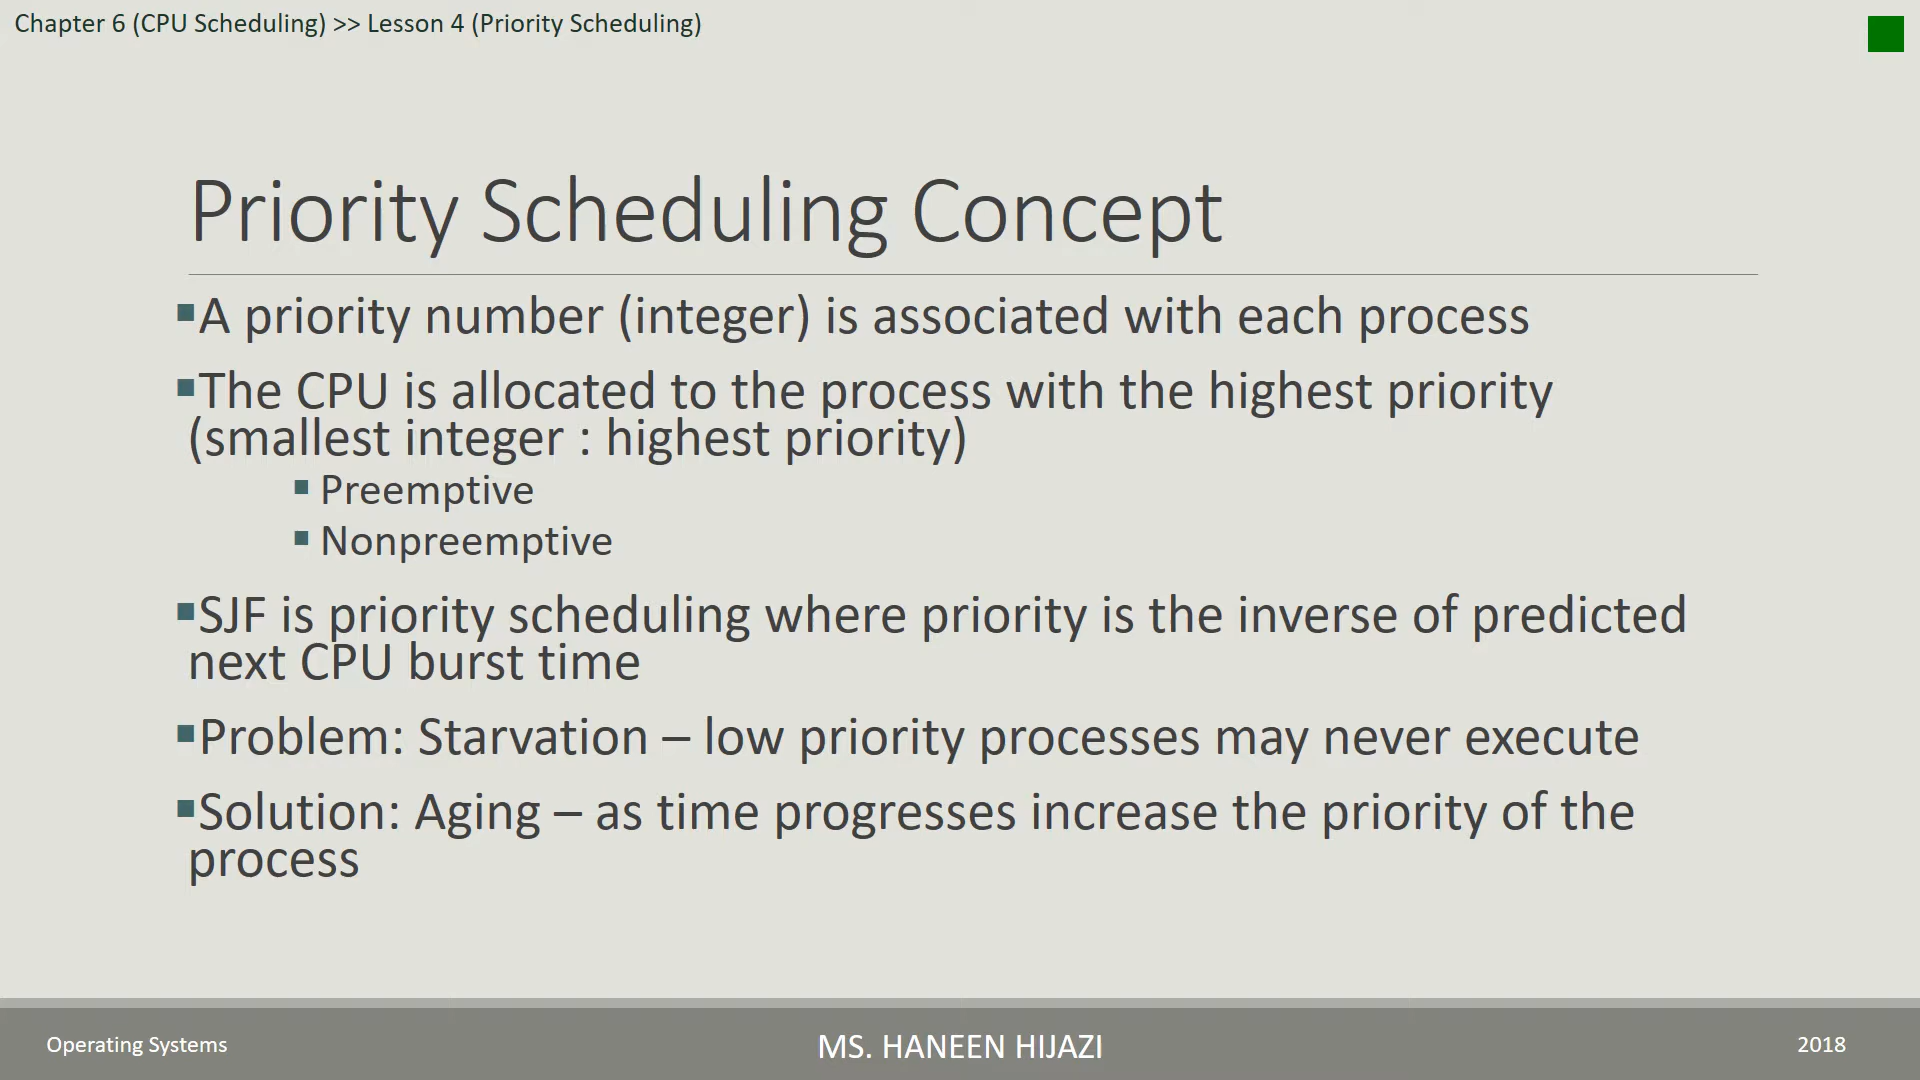 Chapter 6 (CPU Scheduling) >> Lesson 4 (Priority Scheduling)
Priority Scheduling Concept
▪A priority number (integer) is associated with each process
▪The CPU is allocated to the process with the highest priority
(smallest integer : highest priority)
▪ Preemptive
▪ Nonpreemptive
▪SJF is priority scheduling where priority is the inverse of predicted
next CPU burst time
▪Problem: Starvation – low priority processes may never execute
▪Solution: Aging – as time progresses increase the priority of the
process
Operating Systems
MS. HANEEN HIJAZI
2018